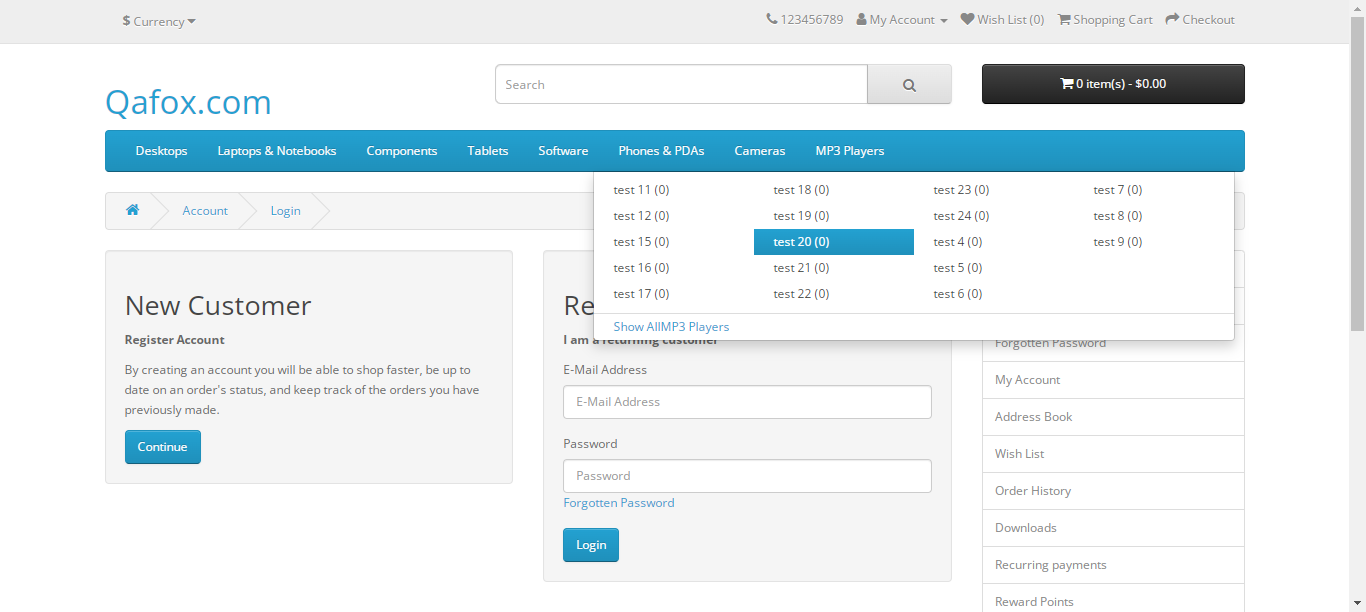 $ Currency
123456789 My Account Wish List (0) Shopping Cart Checkout
Qafox.com
Search
0 item(s) - $0.00
Desktops Laptops & Notebooks Components Tablets Software Phones & PDAs Cameras MP3 Players
Account Login
test 11 (0) test 18 (0) test 23 (0) test 7 (0)
test 12 (0) test 19 (0) test 24 (0) test 8 (0)
test 15 (0) test 20 (0) test 4 (0) test 9 (0)
test 16 (0) test 21 (0) test 5 (0)
test 17 (0) test 22 (0) test 6 (0)
Show AllMP3 Players
New Customer
Register Account
By creating an account you will be able to shop faster, be up to
date on an order's status, and keep track of the orders you have
previously made.
Continue
Re
I am a returning customer
E-Mail Address
E-Mail Address
Password
Password
Forgotten Password
Login
Forgotten Password
My Account
Address Book
Wish List
Order History
Downloads
Recurring payments
Reward Points